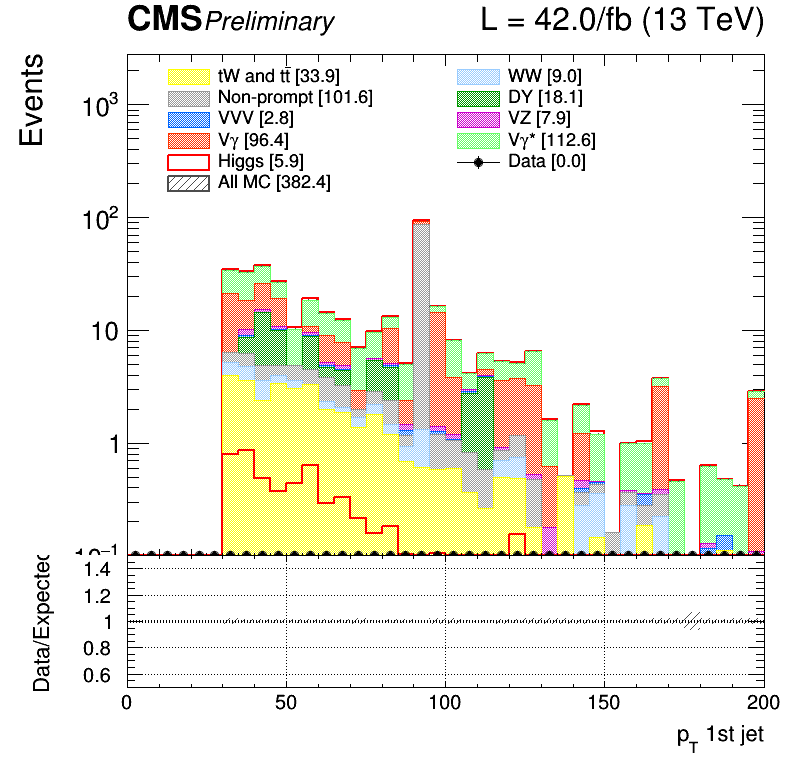 CMS Preliminary L = 42.0/fb (13 TeV)
Events
tW and tt̄ [33.9] WW [9.0]
Non-prompt [101.6] DY [18.1]
VVV [2.8] VZ [7.9]
Vγ [96.4] Vγ* [112.6]
Higgs [5.9] Data [0.0]
All MC [382.4]
10³
10²
10
1
10⁻¹
Data/Expected
1.4
1.2
1
0.8
0.6
0 50 100 150 200
p_T 1st jet